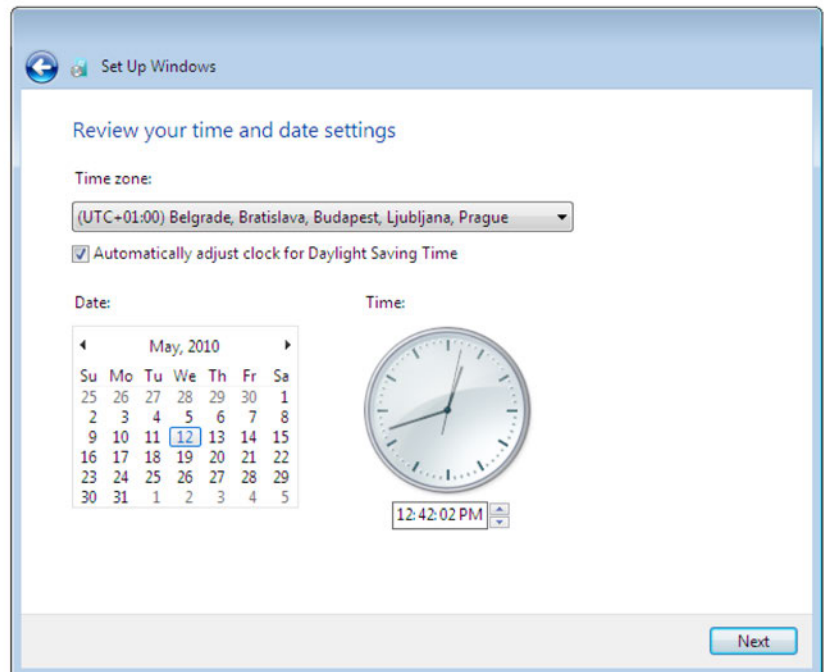 Set Up Windows
Review your time and date settings
Time zone:
(UTC+01:00) Belgrade, Bratislava, Budapest, Ljubljana, Prague
Automatically adjust clock for Daylight Saving Time
Date:
May, 2010
Su Mo Tu We Th Fr Sa
25 26 27 28 29 30 1
2 3 4 5 6 7 8
9 10 11 12 13 14 15
16 17 18 19 20 21 22
23 24 25 26 27 28 29
30 31 1 2 3 4 5
Time:
12:42:02 PM
Next